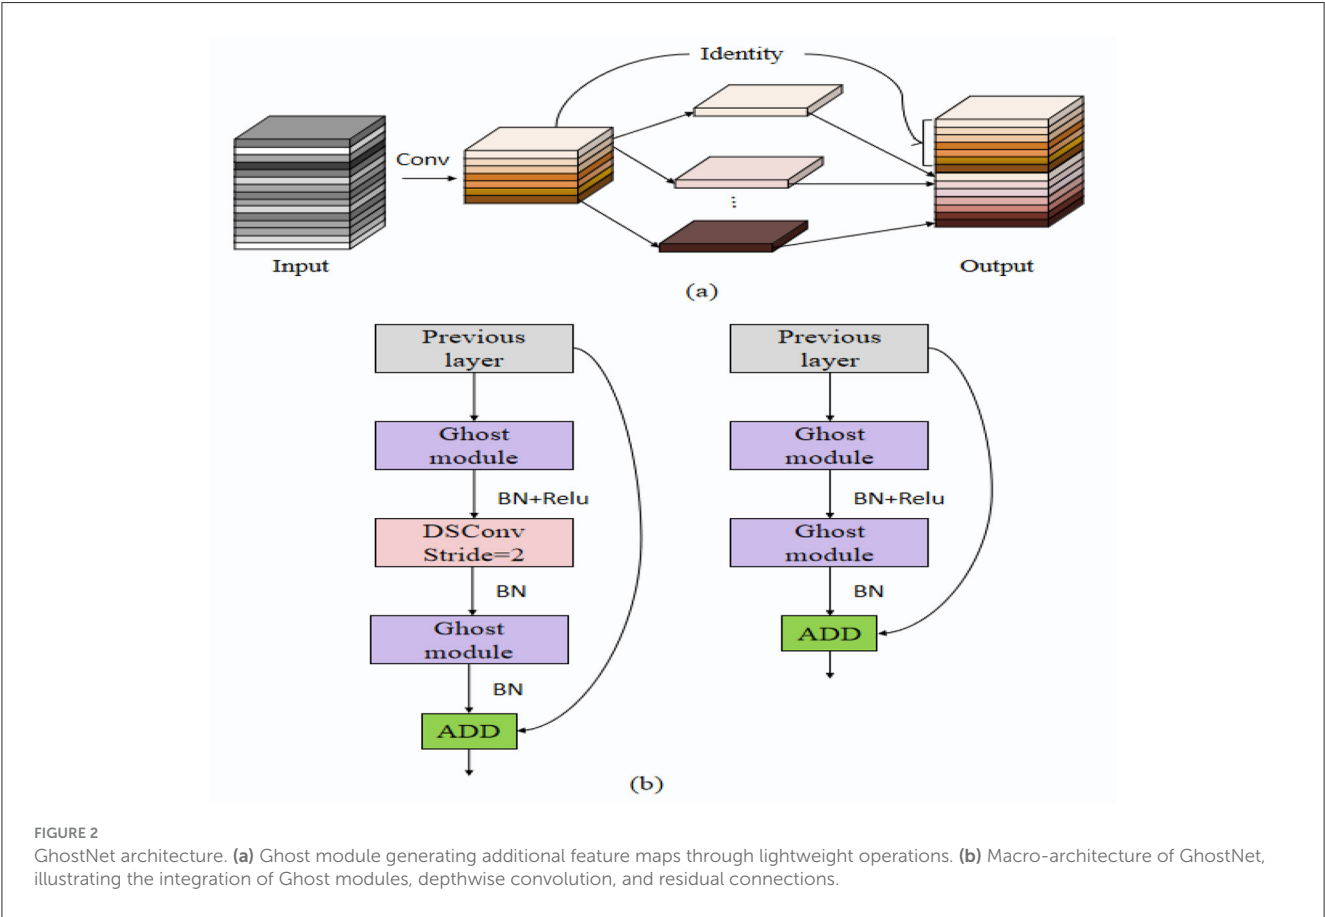 Identity
Conv
Input
Output
(a)
Previous
layer
Ghost
module
BN+Relu
DSConv
Stride=2
BN
Ghost
module
BN
ADD
Previous
layer
Ghost
module
BN+Relu
Ghost
module
BN
ADD
(b)
FIGURE 2
GhostNet architecture. (a) Ghost module generating additional feature maps through lightweight operations. (b) Macro-architecture of GhostNet,
illustrating the integration of Ghost modules, depthwise convolution, and residual connections.